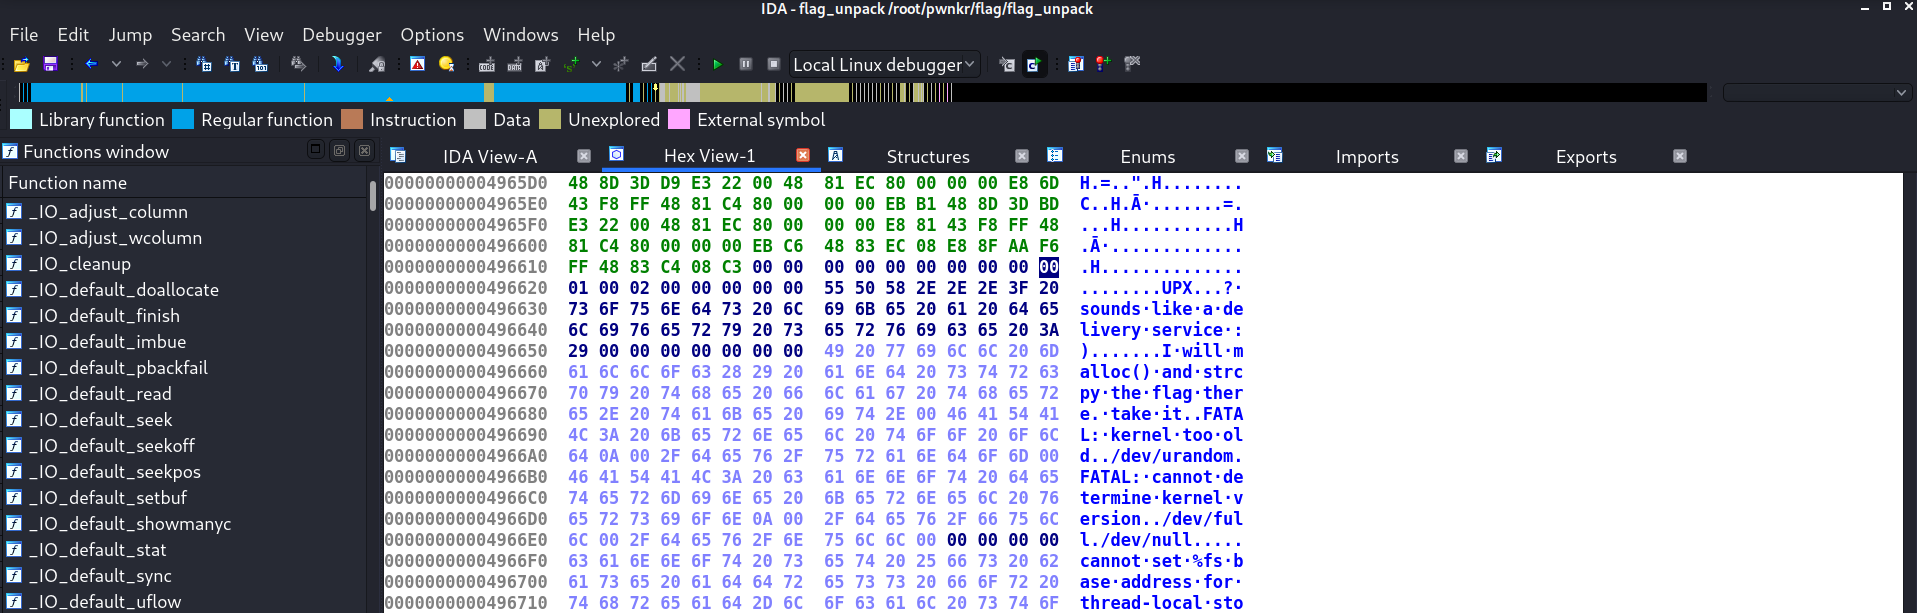 IDA - flag_unpack /root/pwnkr/flag/flag_unpack
File Edit Jump Search View Debugger Options Windows Help
Local Linux debugger
Library function Regular function Instruction Data Unexplored External symbol
Functions window
IDA View-A Hex View-1 Structures Enums Imports Exports
Function name
_IO_adjust_column
_IO_adjust_wcolumn
_IO_cleanup
_IO_default_doallocate
_IO_default_finish
_IO_default_imbue
_IO_default_pbackfail
_IO_default_read
_IO_default_seek
_IO_default_seekoff
_IO_default_seekpos
_IO_default_setbuf
_IO_default_showmanyc
_IO_default_stat
_IO_default_sync
_IO_default_uflow
00000000004965D0 48 8D 3D D9 E3 22 00 48 81 EC 80 00 00 00 E8 6D H.=..".H........
00000000004965E0 43 F8 FF 48 81 C4 80 00 00 00 EB B1 48 8D 3D BD C..H.Ā·.......=.
00000000004965F0 E3 22 00 48 81 EC 80 00 00 00 E8 81 43 F8 FF 48 ...H...........H
0000000000496600 81 C4 80 00 00 00 EB C6 48 83 EC 08 E8 8F AA F6 .Ā·.............
0000000000496610 FF 48 83 C4 08 C3 00 00 00 00 00 00 00 00 00 00 .H..............
0000000000496620 01 00 02 00 00 00 00 00 55 50 58 2E 2E 2E 3F 20 ........UPX...?·
0000000000496630 73 6F 75 6E 64 73 20 6C 69 6B 65 20 61 20 64 65 sounds·like·a·de
0000000000496640 6C 69 76 65 72 79 20 73 65 72 76 69 63 65 20 3A livery·service·:
0000000000496650 29 00 00 00 00 00 00 00 49 20 77 69 6C 6C 20 6D ).......I·will·m
0000000000496660 61 6C 6C 6F 63 28 29 20 61 6E 64 20 73 74 72 63 alloc()·and·strc
0000000000496670 70 79 20 74 68 65 20 66 6C 61 67 20 74 68 65 72 py·the·flag·ther
0000000000496680 65 2E 20 74 61 6B 65 20 69 74 2E 00 46 41 54 41 e.·take·it..FATA
0000000000496690 4C 3A 20 6B 65 72 6E 65 6C 20 74 6F 6F 20 6F 6C L:·kernel·too·ol
00000000004966A0 64 0A 00 2F 64 65 76 2F 75 72 61 6E 64 6F 6D 00 d../dev/urandom.
00000000004966B0 46 41 54 41 4C 3A 20 63 61 6E 6E 6F 74 20 64 65 FATAL:·cannot·de
00000000004966C0 74 65 72 6D 69 6E 65 20 6B 65 72 6E 65 6C 20 76 termine·kernel·v
00000000004966D0 65 72 73 69 6F 6E 0A 00 2F 64 65 76 2F 66 75 6C ersion../dev/ful
00000000004966E0 6C 00 2F 64 65 76 2F 6E 75 6C 6C 00 00 00 00 00 l./dev/null.....
00000000004966F0 63 61 6E 6E 6F 74 20 73 65 74 20 25 66 73 20 62 cannot·set·%fs·b
0000000000496700 61 73 65 20 61 64 64 72 65 73 73 20 66 6F 72 20 ase·address·for·
0000000000496710 74 68 72 65 61 64 2D 6C 6F 63 61 6C 20 73 74 6F thread-local·sto